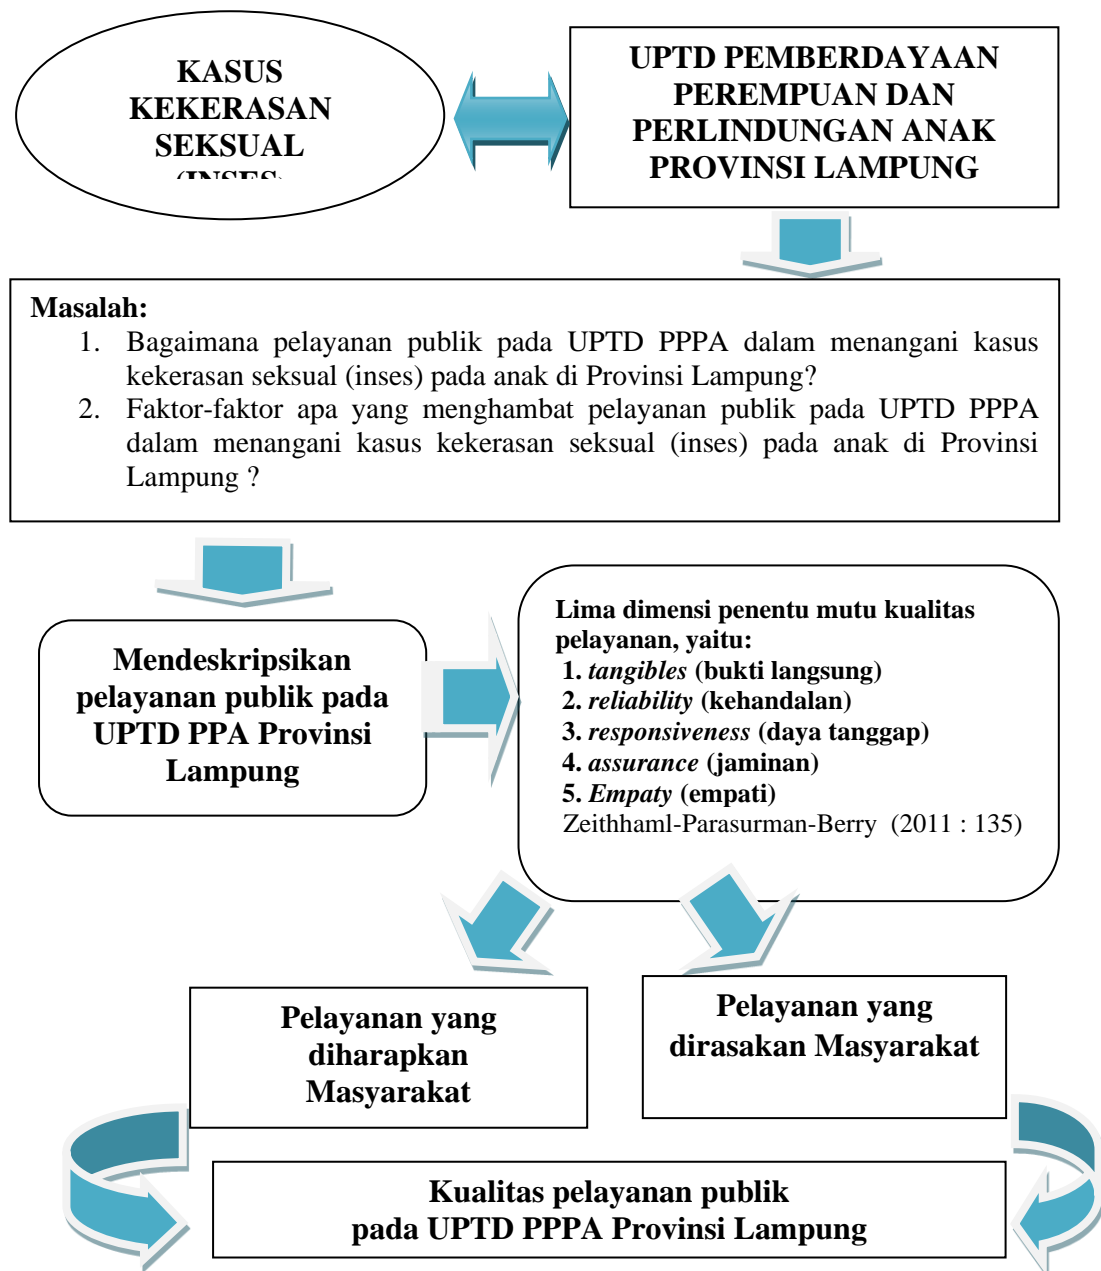 KASUS
KEKERASAN
SEKSUAL
(INSES)
UPTD PEMBERDAYAAN
PEREMPUAN DAN
PERLINDUNGAN ANAK
PROVINSI LAMPUNG
Masalah:
1. Bagaimana pelayanan publik pada UPTD PPPA dalam menangani kasus
kekerasan seksual (inses) pada anak di Provinsi Lampung?
2. Faktor-faktor apa yang menghambat pelayanan publik pada UPTD PPPA
dalam menangani kasus kekerasan seksual (inses) pada anak di Provinsi
Lampung ?
Mendeskripsikan
pelayanan publik pada
UPTD PPA Provinsi
Lampung
Lima dimensi penentu mutu kualitas
pelayanan, yaitu:
1. tangibles (bukti langsung)
2. reliability (kehandalan)
3. responsiveness (daya tanggap)
4. assurance (jaminan)
5. Empaty (empati)
Zeithhaml-Parasurman-Berry (2011 : 135)
Pelayanan yang
diharapkan
Masyarakat
Pelayanan yang
dirasakan Masyarakat
Kualitas pelayanan publik
pada UPTD PPPA Provinsi Lampung